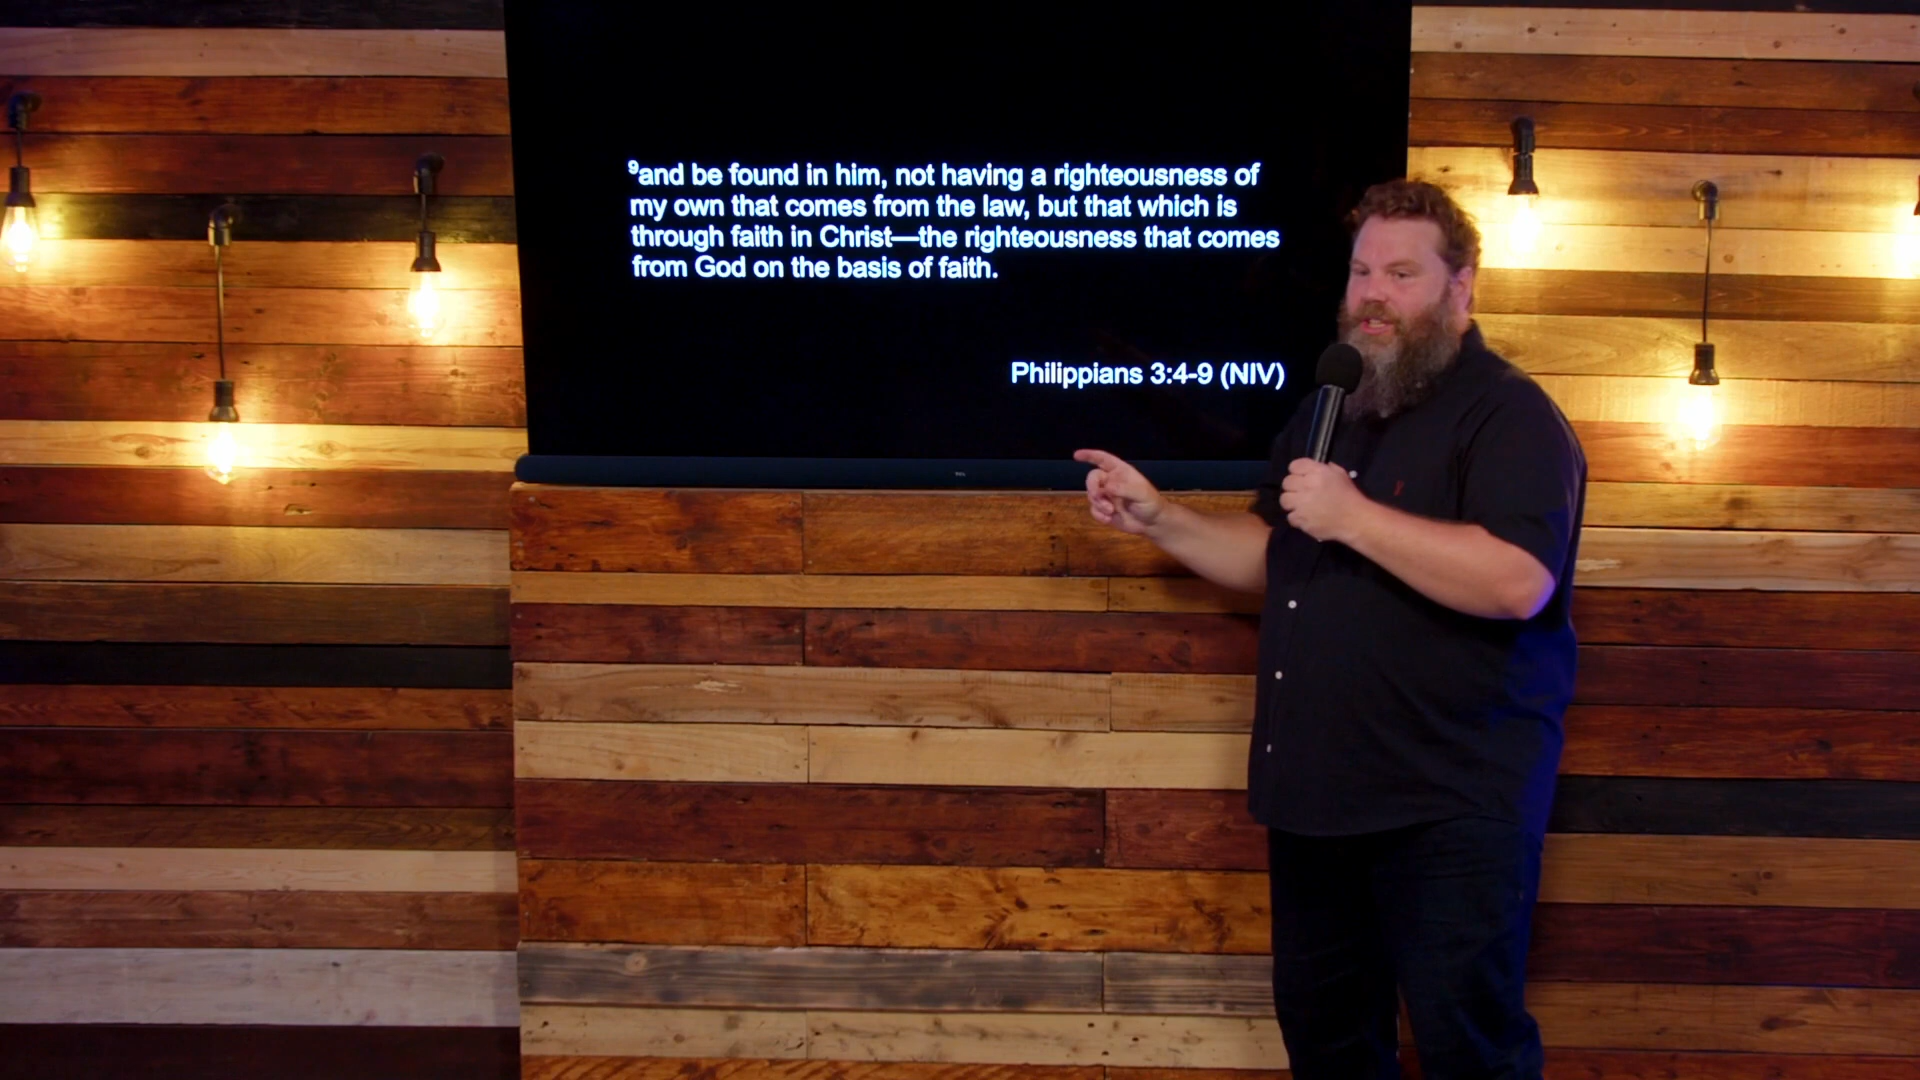 ⁹and be found in him, not having a righteousness of
my own that comes from the law, but that which is
through faith in Christ—the righteousness that comes
from God on the basis of faith.
Philippians 3:4-9 (NIV)
TCL